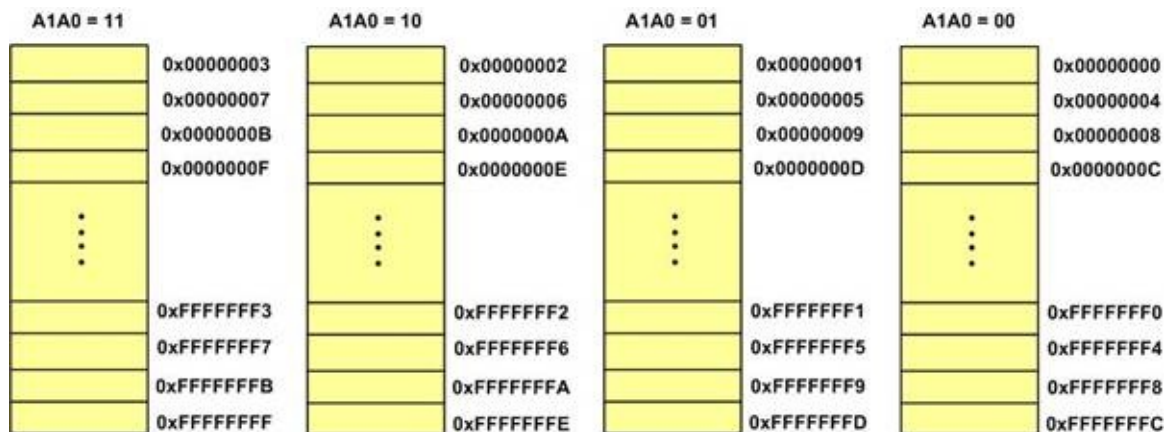 A1A0 = 11 A1A0 = 10 A1A0 = 01 A1A0 = 00
0x00000003 0x00000002 0x00000001 0x00000000
0x00000007 0x00000006 0x00000005 0x00000004
0x0000000B 0x0000000A 0x00000009 0x00000008
0x0000000F 0x0000000E 0x0000000D 0x0000000C
0xFFFFFFF3 0xFFFFFFF2 0xFFFFFFF1 0xFFFFFFF0
0xFFFFFFF7 0xFFFFFFF6 0xFFFFFFF5 0xFFFFFFF4
0xFFFFFFFB 0xFFFFFFFA 0xFFFFFFF9 0xFFFFFFF8
0xFFFFFFFF 0xFFFFFFFE 0xFFFFFFFD 0xFFFFFFFC